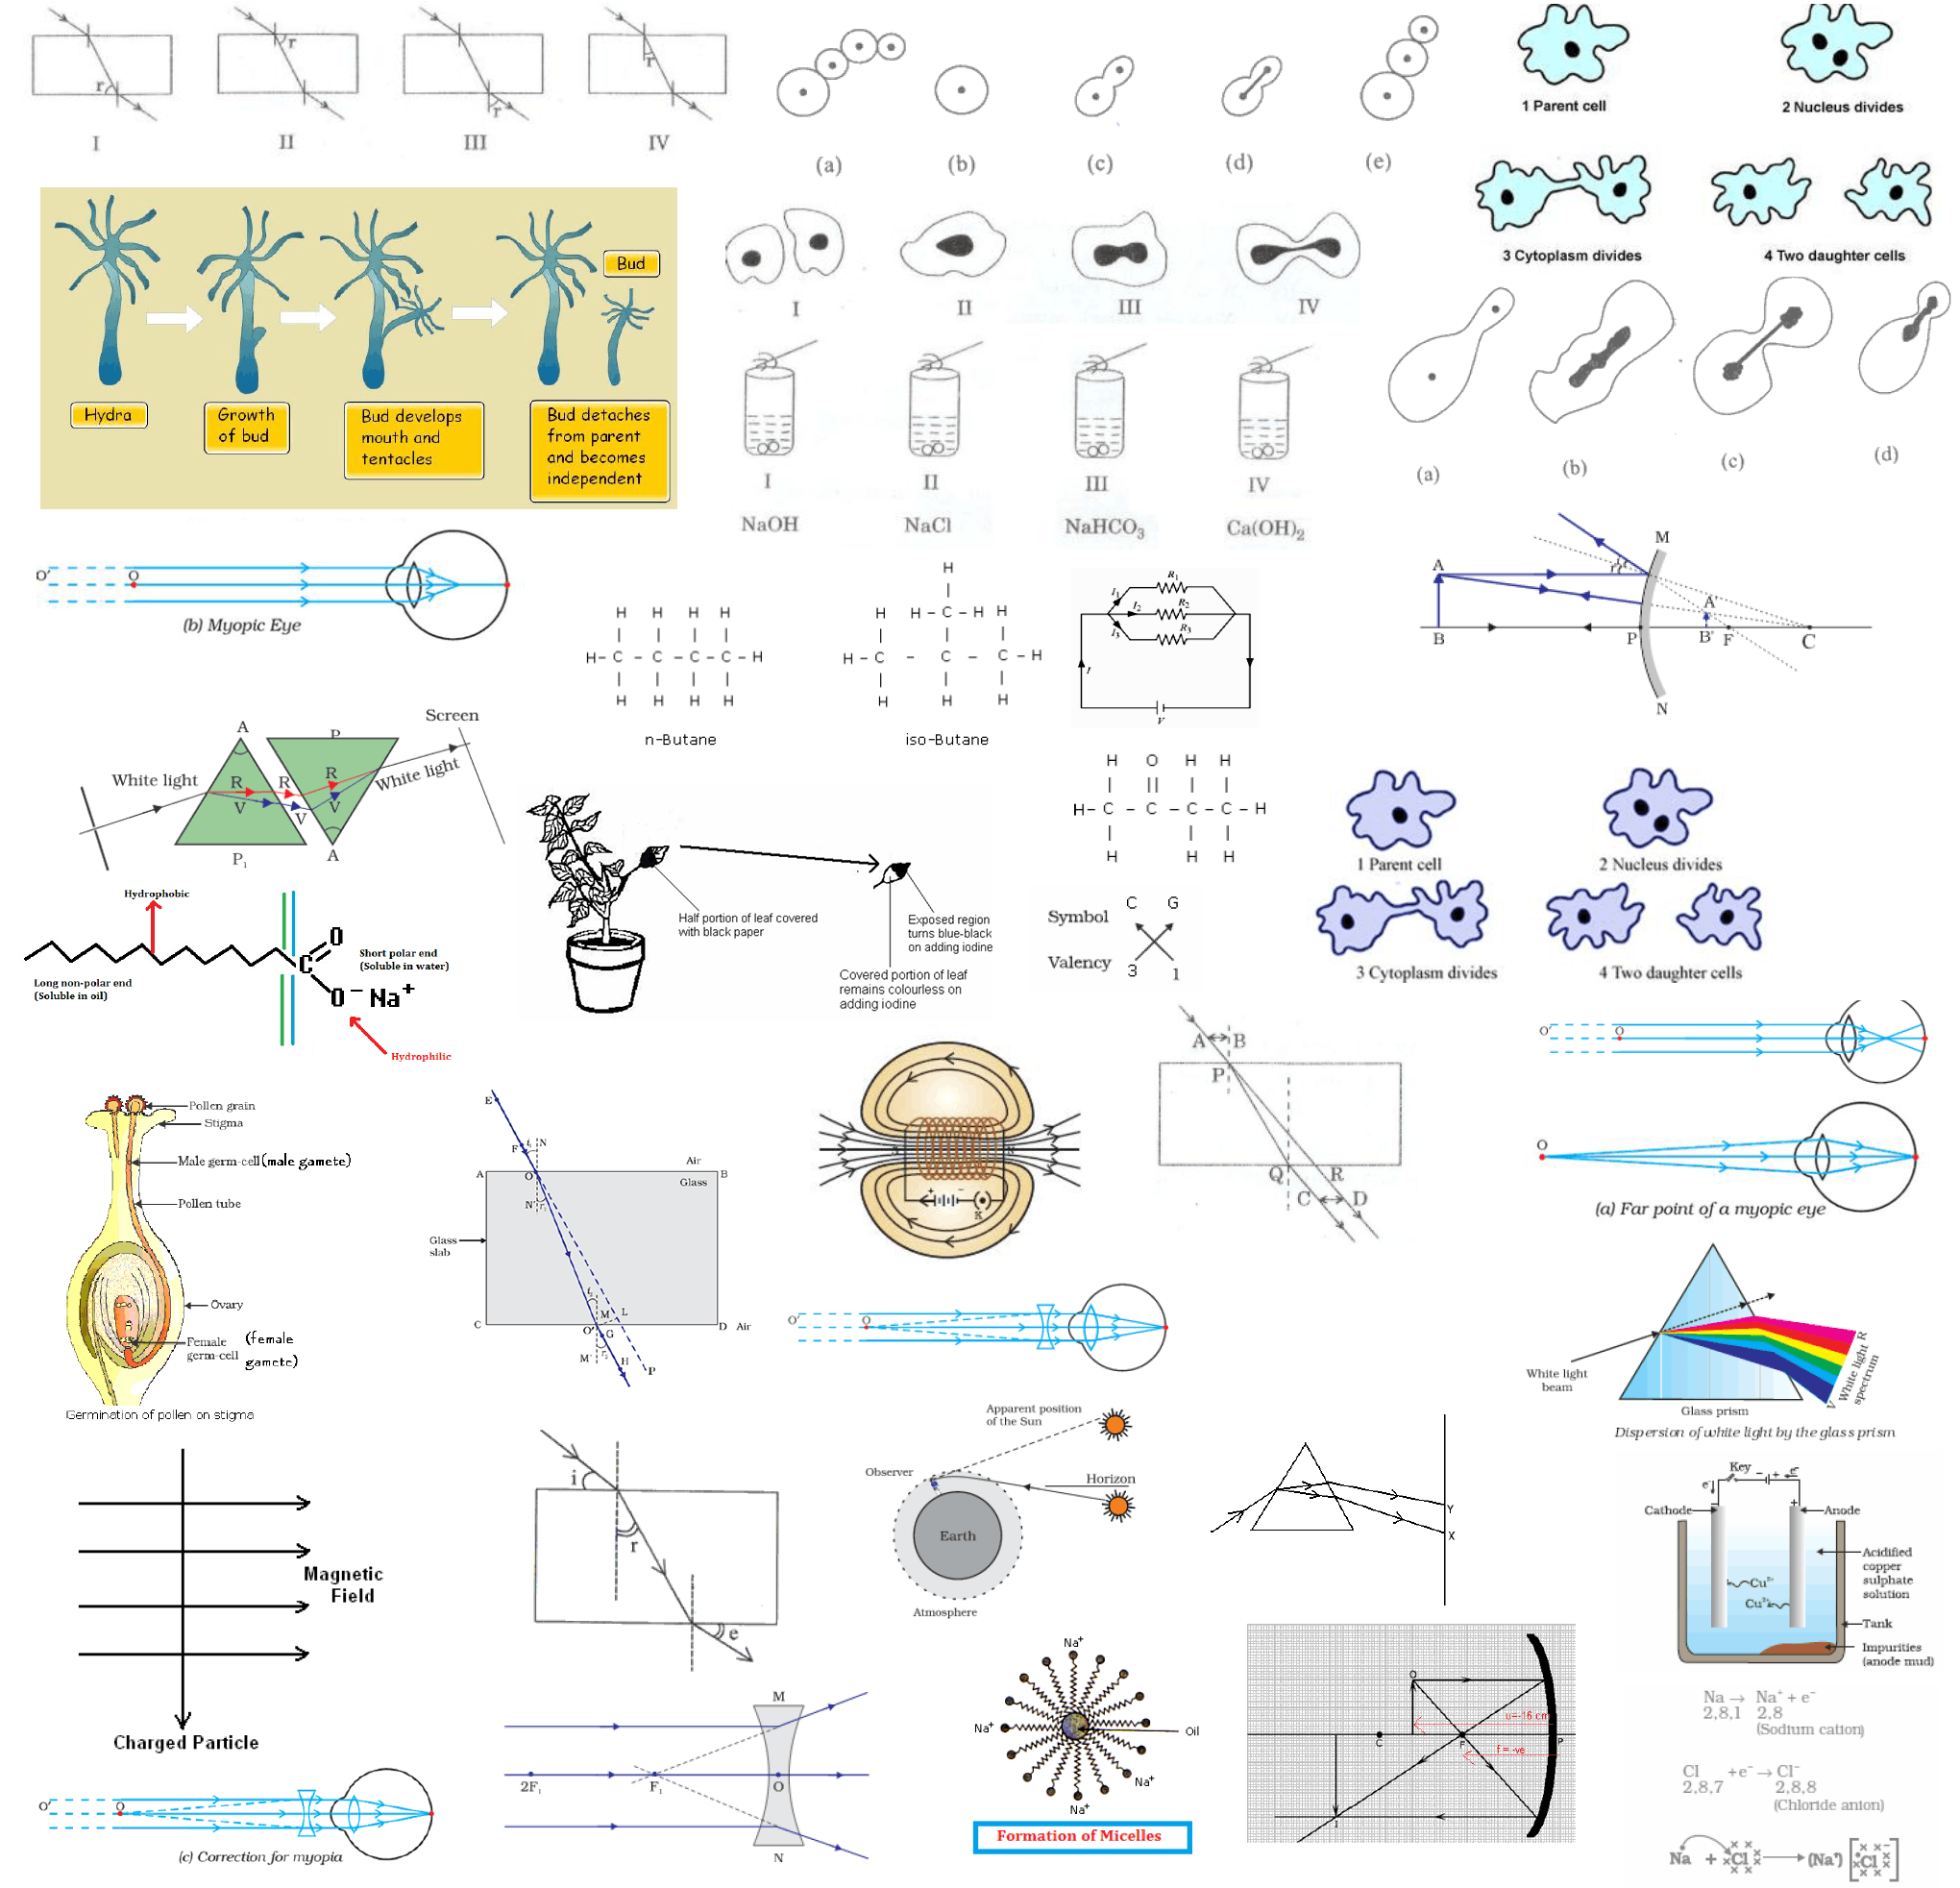 r
r
r
r
I
II
III
IV
(a)
(b)
(c)
(d)
(e)
1 Parent cell
2 Nucleus divides
3 Cytoplasm divides
4 Two daughter cells
Bud
Hydra
Growth
of bud
Bud develops
mouth and
tentacles
Bud detaches
from parent
and becomes
independent
I
II
III
IV
I
II
III
IV
NaOH
NaCl
NaHCO3
Ca(OH)2
(a)
(b)
(c)
(d)
O'
O
(b) Myopic Eye
H H H H
H- C - C - C - C - H
H H H H
n-Butane
H
H H - C - H H
H - C - C - C - H
H H H
iso-Butane
R1
I1
I2
R2
I3
R3
I
V
M
A
A'
B
P
B' F
C
N
Screen
A
P
White light
R
R
R
White light
V
V
V
P1
A
H O H H
H- C - C - C - C - H
H H H
1 Parent cell
2 Nucleus divides
3 Cytoplasm divides
4 Two daughter cells
Half portion of leaf covered
with black paper
Exposed region
turns blue-black
on adding iodine
Covered portion of leaf
remains colourless on
adding iodine
Symbol
C G
Valency
3 1
Hydrophobic
O
C
Short polar end
(Soluble in water)
Long non-polar end
(Soluble in oil)
O⁻ Na⁺
Hydrophilic
A
B
P
Q
R
C
D
O'
O
O
(a) Far point of a myopic eye
Pollen grain
Stigma
Male germ-cell (male gamete)
Pollen tube
Ovary
Female
germ-cell
(female
gamete)
Germination of pollen on stigma
E
F
N
Air
A
O
B
Glass
N'
Glass
slab
M
L
C
O'
G
D Air
M'
H
P
+
−
K
O'
O
White light
beam
R
White light
spectrum
V
Glass prism
Dispersion of white light by the glass prism
Magnetic
Field
Charged Particle
i
r
e
Apparent position
of the Sun
Observer
Horizon
Earth
Atmosphere
Y
X
Key
− +
e⁻
e⁻
Cathode
+
Anode
Acidified
copper
sulphate
solution
Cu²⁺
Cu²⁺
Tank
Impurities
(anode mud)
O'
O
(c) Correction for myopia
M
2F1
F1
O
N
Na⁺
Na⁺
Oil
Na⁺
Na⁺
Formation of Micelles
O
u=-16 cm
C
F
P
f = -ve
I
Na → Na⁺ + e⁻
2,8,1 2,8
(Sodium cation)
Cl +e⁻ → Cl⁻
2,8,7 2,8,8
(Chloride anion)
Na + Cl → (Na⁺) [Cl]⁻